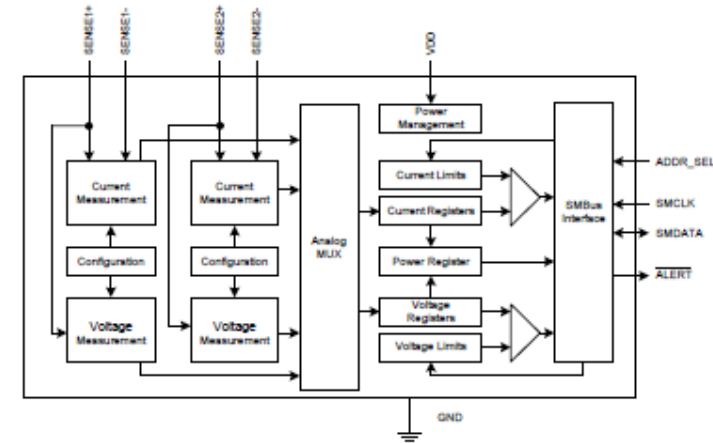 SENSE1+
SENSE1-
SENSE2+
SENSE2-
VDD
Power
Management
Current
Measurement
Current
Measurement
Analog
MUX
Current Limits
Current Registers
SMBus
Interface
ADDR_SEL
SMCLK
SMDATA
ALERT
Configuration
Configuration
Power Register
Voltage
Measurement
Voltage
Measurement
Voltage
Registers
Voltage Limits
GND